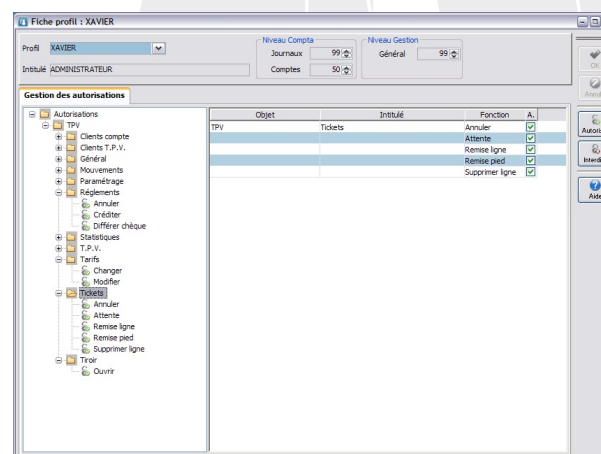 Fiche profil : XAVIER
Profil XAVIER
Intitulé ADMINISTRATEUR
Niveau Compta
Journaux 99
Comptes 50
Niveau Gestion
Général 99
OK
Gestion des autorisations
Autorisations
TPV
Clients compte
Clients T.P.V.
Général
Mouvements
Paramétrage
Réglements
Annuler
Créditer
Différer chèque
Statistiques
T.P.V.
Tarifs
Changer
Modifier
Tickets
Annuler
Attente
Remise ligne
Remise pied
Supprimer ligne
Tiroir
Ouvrir
Objet Intitulé Fonction A.
TPV Tickets Annuler
Attente
Remise ligne
Remise pied
Supprimer ligne
Annul
Autoris
Interdi
Aide